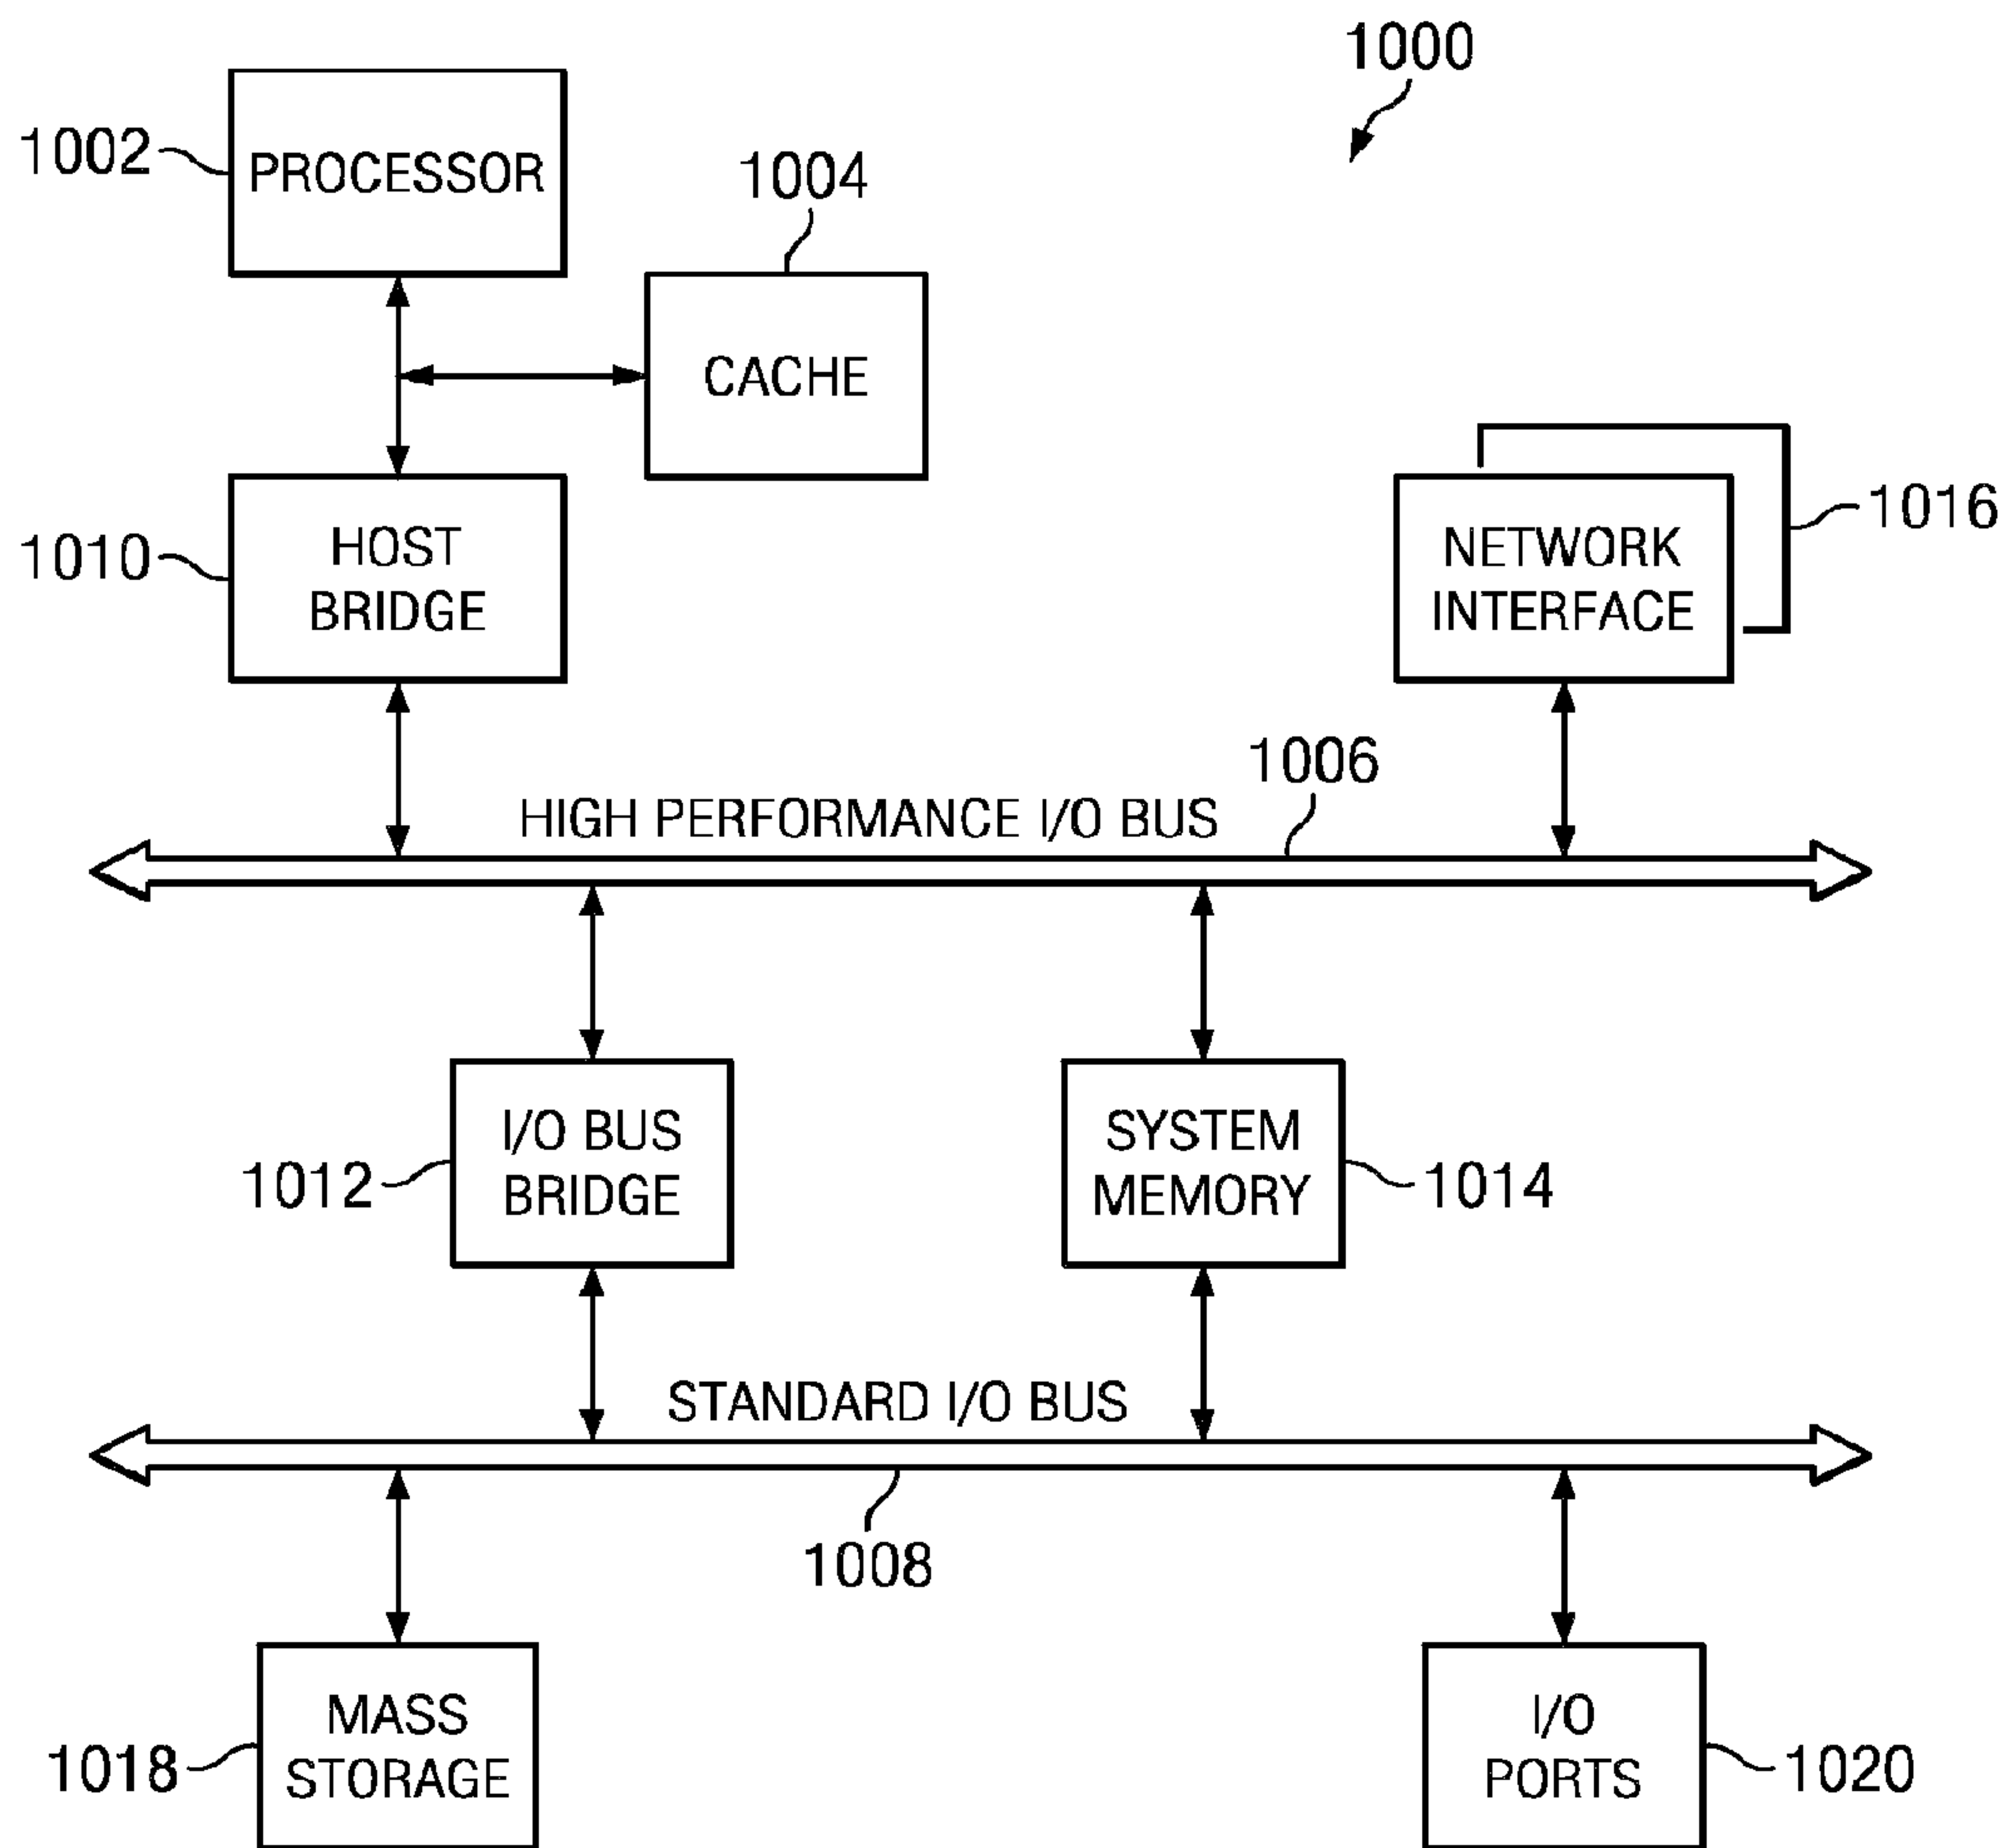 1000
1002
PROCESSOR
1004
CACHE
1010
HOST
BRIDGE
NETWORK
INTERFACE
1016
1006
HIGH PERFORMANCE I/O BUS
I/O BUS
BRIDGE
1012
SYSTEM
MEMORY
1014
STANDARD I/O BUS
1008
MASS
STORAGE
1018
I/O
PORTS
1020